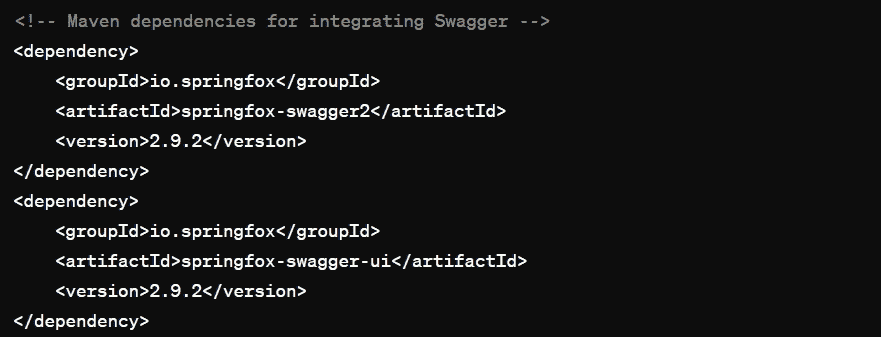 <!-- Maven dependencies for integrating Swagger -->
<dependency>
    <groupId>io.springfox</groupId>
    <artifactId>springfox-swagger2</artifactId>
    <version>2.9.2</version>
</dependency>
<dependency>
    <groupId>io.springfox</groupId>
    <artifactId>springfox-swagger-ui</artifactId>
    <version>2.9.2</version>
</dependency>